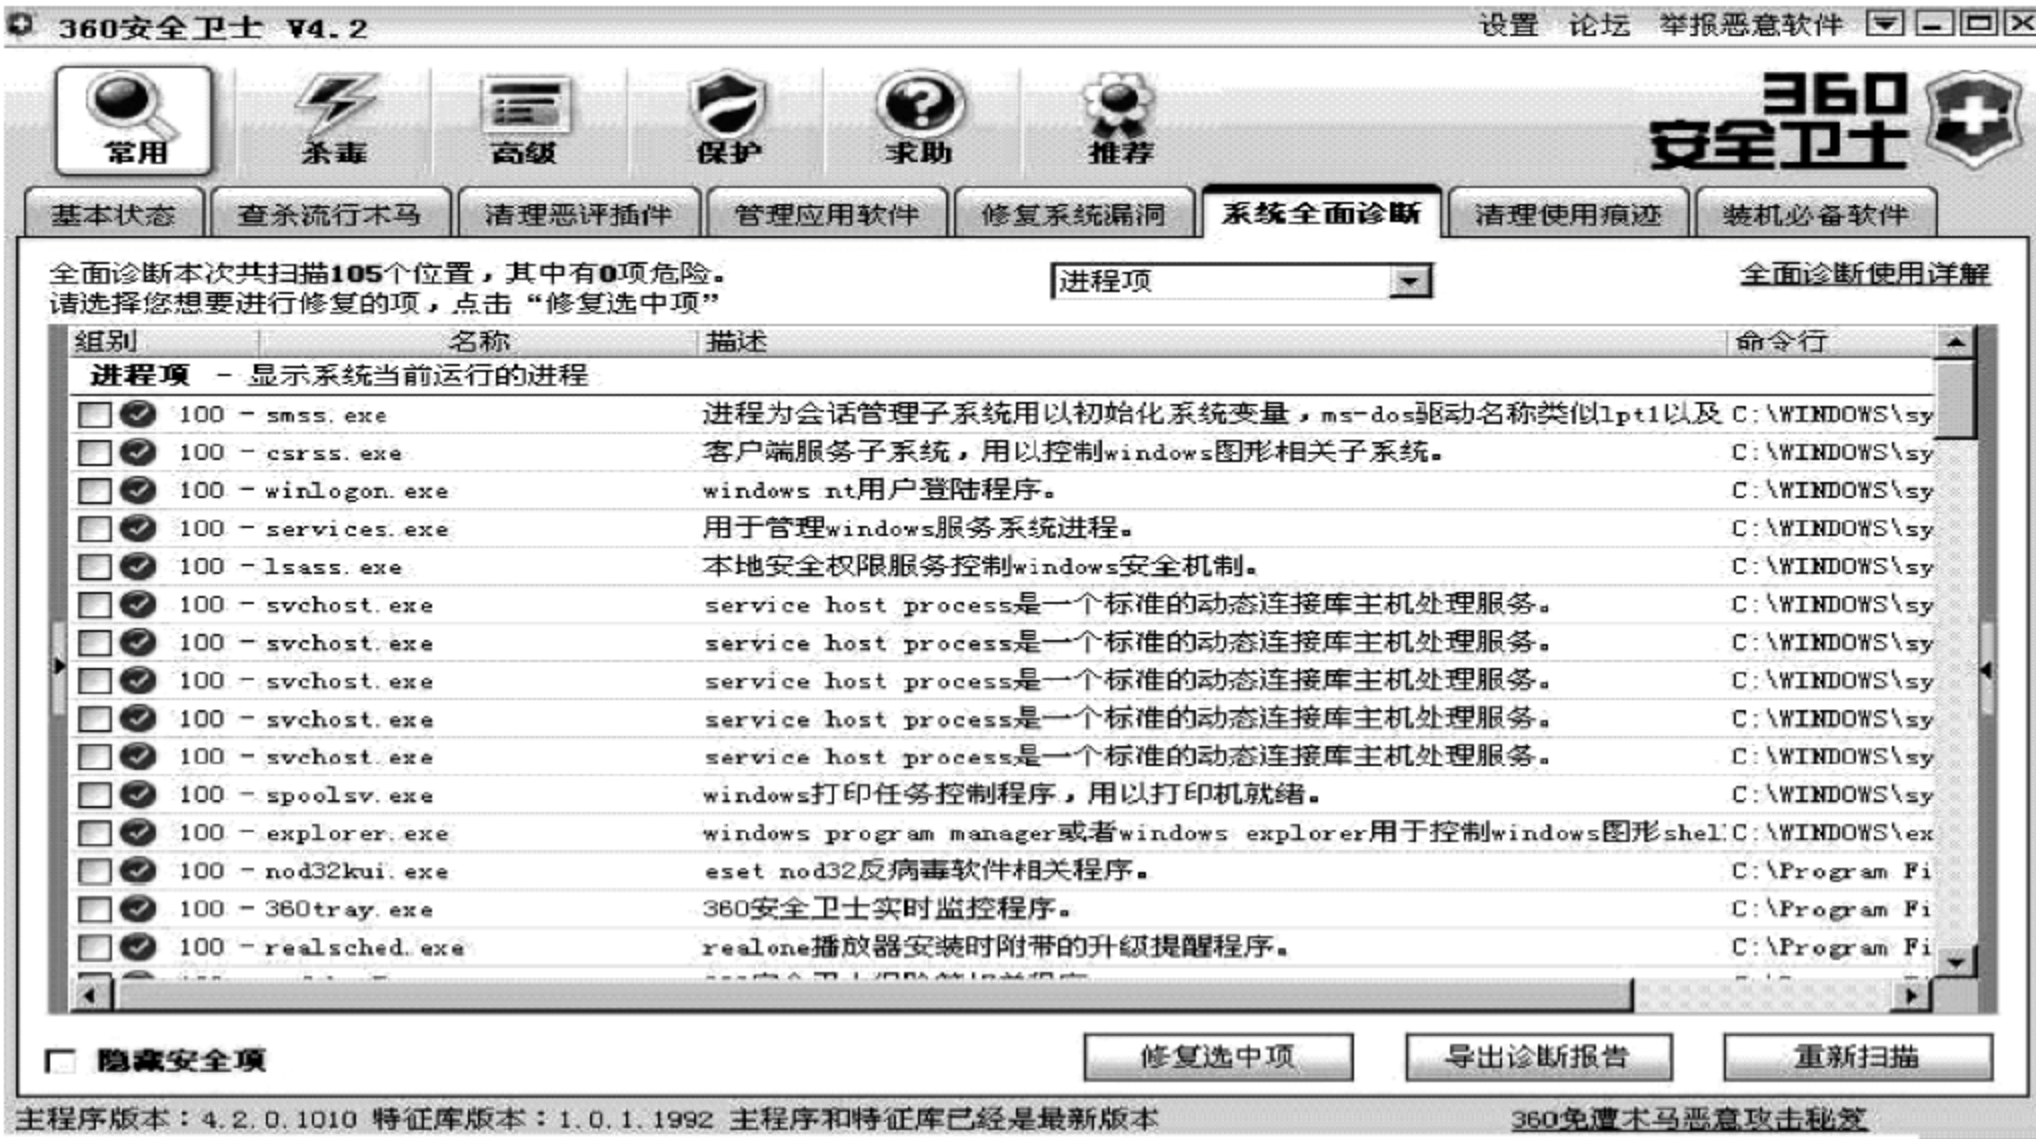 360安全卫士 V4.2 设置 论坛 举报恶意软件
常用 杀毒 高级 保护 求助 推荐
360
安全卫士
基本状态 查杀流行木马 清理恶评插件 管理应用软件 修复系统漏洞 系统全面诊断 清理使用痕迹 装机必备软件
全面诊断本次共扫描105个位置，其中有0项危险。
请选择您想要进行修复的项，点击“修复选中项”
进程项 全面诊断使用详解
组别 名称 描述 命令行
进程项 - 显示系统当前运行的进程
100 - smss.exe 进程为会话管理子系统用以初始化系统变量，ms-dos驱动名称类似lpt1以及 C:\WINDOWS\sy
100 - csrss.exe 客户端服务子系统，用以控制windows图形相关子系统。 C:\WINDOWS\sy
100 - winlogon.exe windows nt用户登陆程序。 C:\WINDOWS\sy
100 - services.exe 用于管理windows服务系统进程。 C:\WINDOWS\sy
100 - lsass.exe 本地安全权限服务控制windows安全机制。 C:\WINDOWS\sy
100 - svchost.exe service host process是一个标准的动态连接库主机处理服务。 C:\WINDOWS\sy
100 - svchost.exe service host process是一个标准的动态连接库主机处理服务。 C:\WINDOWS\sy
100 - svchost.exe service host process是一个标准的动态连接库主机处理服务。 C:\WINDOWS\sy
100 - svchost.exe service host process是一个标准的动态连接库主机处理服务。 C:\WINDOWS\sy
100 - svchost.exe service host process是一个标准的动态连接库主机处理服务。 C:\WINDOWS\sy
100 - spoolsv.exe windows打印任务控制程序，用以打印机就绪。 C:\WINDOWS\sy
100 - explorer.exe windows program manager或者windows explorer用于控制windows图形shel C:\WINDOWS\ex
100 - nod32kui.exe eset nod32反病毒软件相关程序。 C:\Program Fi
100 - 360tray.exe 360安全卫士实时监控程序。 C:\Program Fi
100 - realsched.exe realone播放器安装时附带的升级提醒程序。 C:\Program Fi
隐藏安全项 修复选中项 导出诊断报告 重新扫描
主程序版本：4.2.0.1010 特征库版本：1.0.1.1992 主程序和特征库已经是最新版本 360免遭木马恶意攻击秘笈